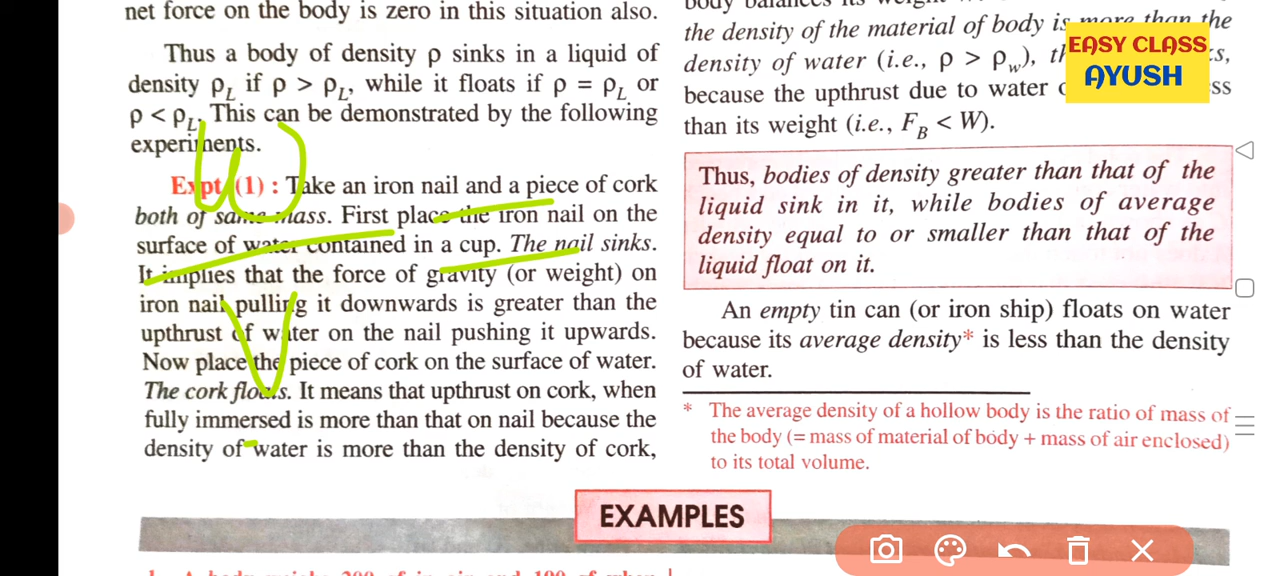 net force on the body is zero in this situation also.
Thus a body of density ρ sinks in a liquid of
density ρL if ρ > ρL, while it floats if ρ = ρL or
ρ < ρL. This can be demonstrated by the following
experiments.
Expt. (1) : Take an iron nail and a piece of cork
both of same mass. First place the iron nail on the
surface of water contained in a cup. The nail sinks.
It implies that the force of gravity (or weight) on
iron nail pulling it downwards is greater than the
upthrust of water on the nail pushing it upwards.
Now place the piece of cork on the surface of water.
The cork floats. It means that upthrust on cork, when
fully immersed is more than that on nail because the
density of water is more than the density of cork,
the density of the material of body is more than the
density of water (i.e., ρ > ρw),
because the upthrust due to water
than its weight (i.e., FB < W).
EASY CLASS
AYUSH
Thus, bodies of density greater than that of the
liquid sink in it, while bodies of average
density equal to or smaller than that of the
liquid float on it.
An empty tin can (or iron ship) floats on water
because its average density* is less than the density
of water.
* The average density of a hollow body is the ratio of mass of
the body (= mass of material of body + mass of air enclosed)
to its total volume.
EXAMPLES